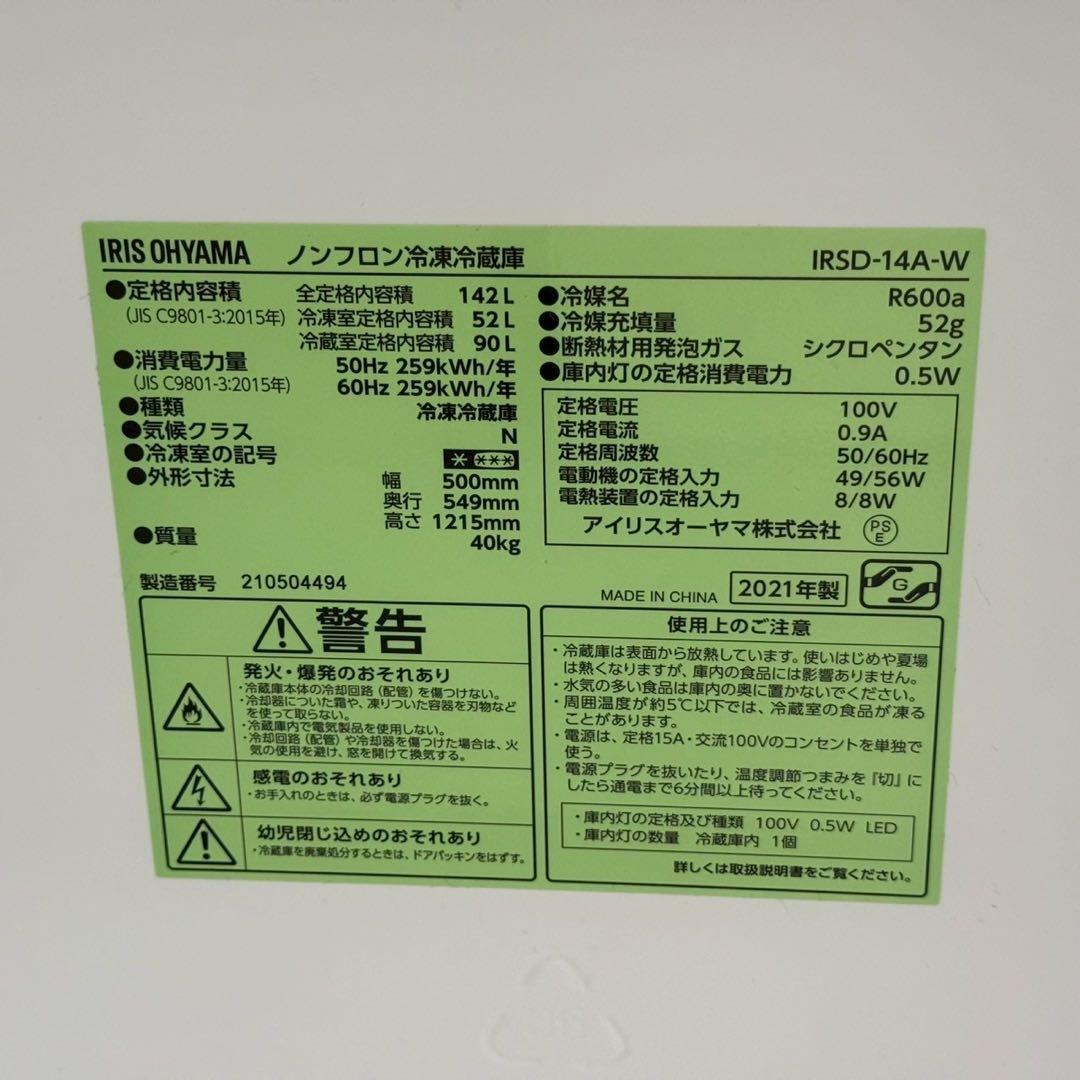 IRIS OHYAMA ノンフロン冷凍冷蔵庫 IRSD-14A-W
●定格内容積 全定格内容積 142 L
(JIS C9801-3:2015年) 冷凍室定格内容積 52 L
冷蔵室定格内容積 90 L
●消費電力量 50Hz 259kWh/年
(JIS C9801-3:2015年) 60Hz 259kWh/年
●種類 冷凍冷蔵庫
●気候クラス N
●冷凍室の記号 * ***
●外形寸法 幅 500mm
奥行 549mm
高さ 1215mm
●質量 40kg
●冷媒名 R600a
●冷媒充填量 52g
●断熱材用発泡ガス シクロペンタン
●庫内灯の定格消費電力 0.5W
定格電圧 100V
定格電流 0.9A
定格周波数 50/60Hz
電動機の定格入力 49/56W
電熱装置の定格入力 8/8W
アイリスオーヤマ株式会社 PSE
製造番号 210504494
MADE IN CHINA 2021年製 G
警告
発火・爆発のおそれあり
・冷蔵庫本体の冷却回路（配管）を傷つけない。
・冷却器についた霜や、凍りついた容器を刃物など
を使って取らない。
・冷蔵庫内で電気製品を使用しない。
・冷却回路（配管）や冷却器を傷つけた場合は、火
気の使用を避け、窓を開けて換気する。
感電のおそれあり
・お手入れのときは、必ず電源プラグを抜く。
幼児閉じ込めのおそれあり
・冷蔵庫を廃棄処分するときは、ドアパッキンをはずす。
使用上のご注意
・冷蔵庫は表面から放熱しています。使いはじめや夏場
は熱くなりますが、庫内の食品には影響ありません。
・水気の多い食品は庫内の奥に置かないでください。
・周囲温度が約5℃以下では、冷蔵室の食品が凍る
ことがあります。
・電源は、定格15A・交流100Vのコンセントを単独で
使う。
・電源プラグを抜いたり、温度調節つまみを『切』に
したら通電まで6分間以上待ってください。
・庫内灯の定格及び種類 100V 0.5W LED
・庫内灯の数量 冷蔵庫内 1個
詳しくは取扱説明書をご覧ください。